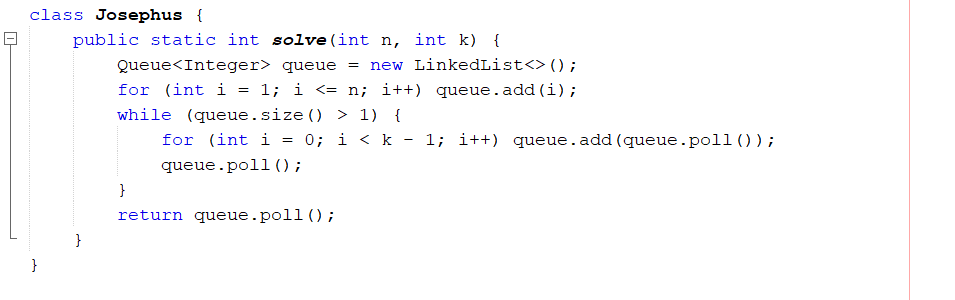 class Josephus {
    public static int solve(int n, int k) {
        Queue<Integer> queue = new LinkedList<>();
        for (int i = 1; i <= n; i++) queue.add(i);
        while (queue.size() > 1) {
            for (int i = 0; i < k - 1; i++) queue.add(queue.poll());
            queue.poll();
        }
        return queue.poll();
    }
}